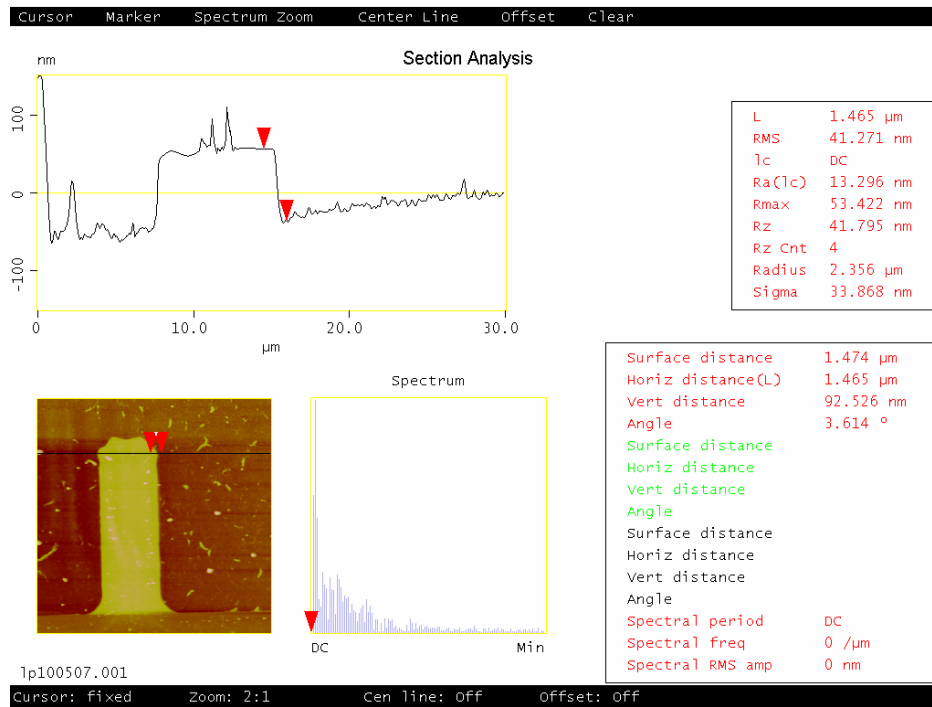 Cursor Marker Spectrum Zoom Center Line Offset Clear
Section Analysis
nm
100
0
-100
0 10.0 20.0 30.0
µm
L 1.465 µm
RMS 41.271 nm
lc DC
Ra(lc) 13.296 nm
Rmax 53.422 nm
Rz 41.795 nm
Rz Cnt 4
Radius 2.356 µm
Sigma 33.868 nm
Surface distance 1.474 µm
Horiz distance(L) 1.465 µm
Vert distance 92.526 nm
Angle 3.614 º
Surface distance
Horiz distance
Vert distance
Angle
Surface distance
Horiz distance
Vert distance
Angle
Spectral period DC
Spectral freq 0 /µm
Spectral RMS amp 0 nm
Spectrum
DC Min
lp100507.001
Cursor: fixed Zoom: 2:1 Cen line: Off Offset: Off